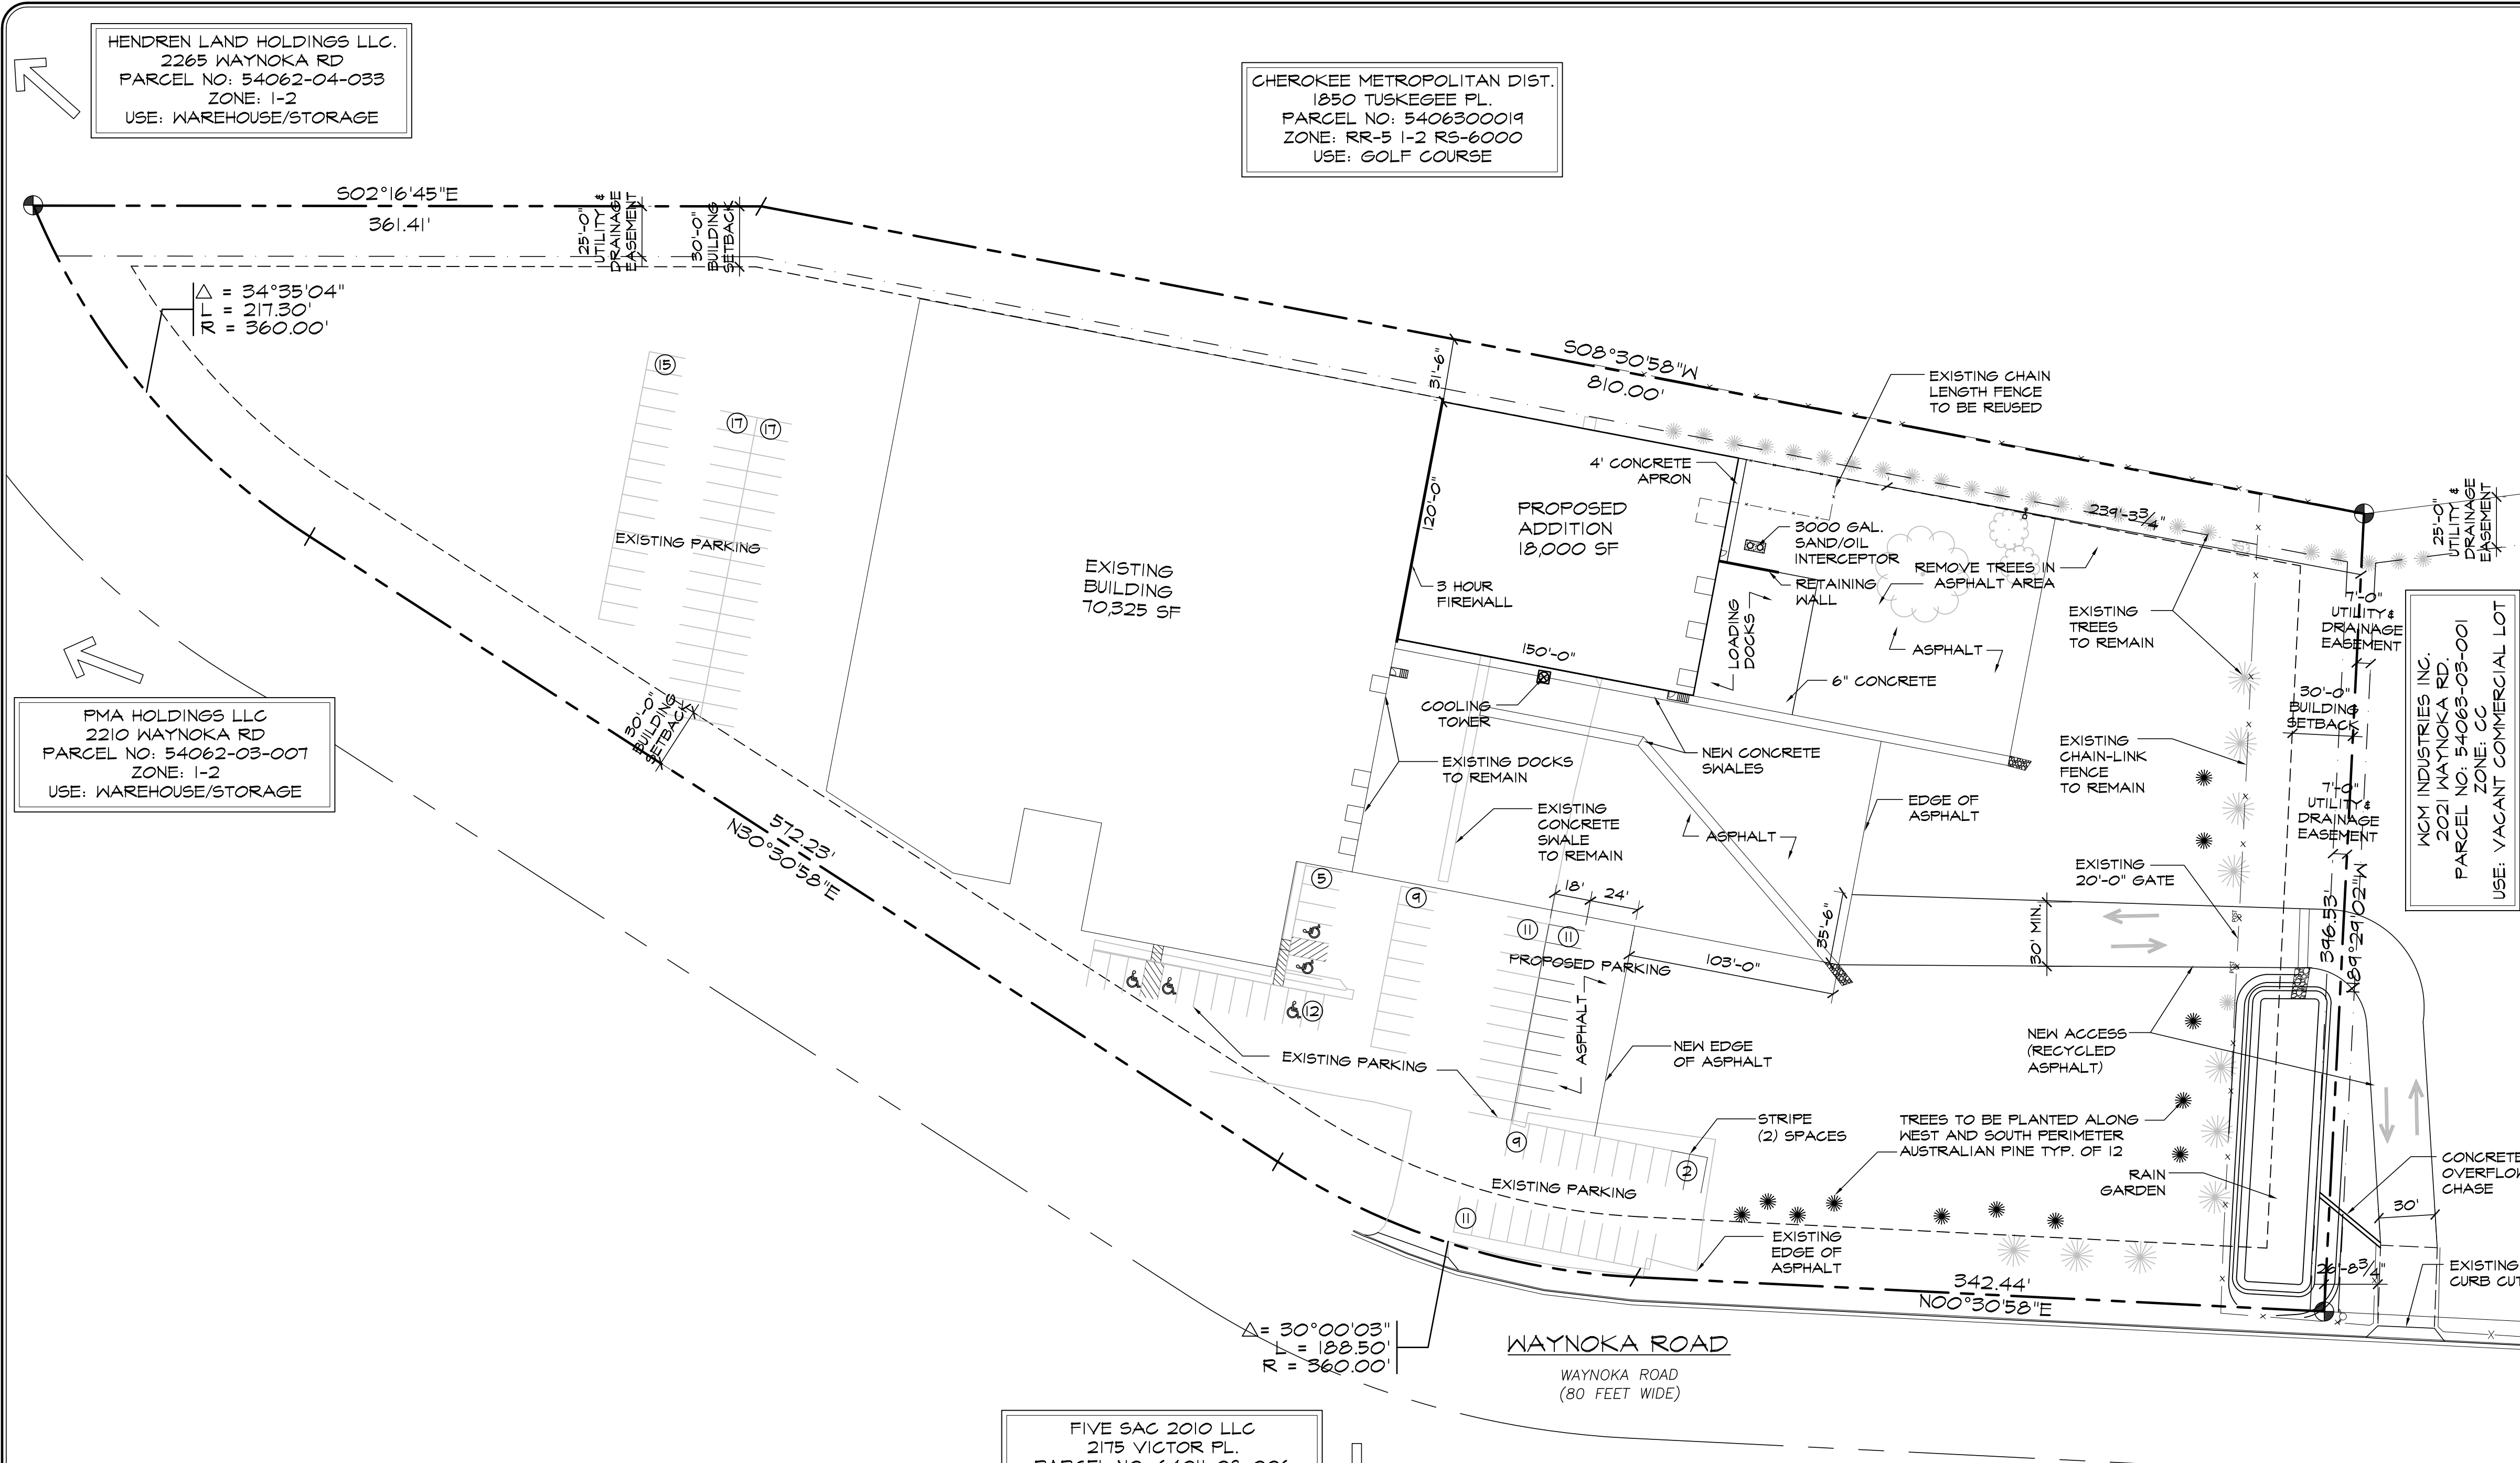 HENDREN LAND HOLDINGS LLC.
2265 WAYNOKA RD
PARCEL NO: 54062-04-033
ZONE: I-2
USE: WAREHOUSE/STORAGE
CHEROKEE METROPOLITAN DIST.
1850 TUSKEGEE PL.
PARCEL NO: 5406300019
ZONE: RR-5 I-2 RS-6000
USE: GOLF COURSE
S02°16'45"E
361.41'
25'-0"
UTILITY &
DRAINAGE
EASEMENT
30'-0"
BUILDING
SETBACK
△ = 34°35'04"
L = 217.30'
R = 360.00'
15
17
17
EXISTING PARKING
31'-6"
S08°30'58"W
810.00'
EXISTING CHAIN
LENGTH FENCE
TO BE REUSED
4' CONCRETE
APRON
120'-0"
PROPOSED
ADDITION
18,000 SF
3000 GAL.
SAND/OIL
INTERCEPTOR
239'-3 3/4"
25'-0"
UTILITY &
DRAINAGE
EASEMENT
EXISTING
BUILDING
70,325 SF
3 HOUR
FIREWALL
RETAINING
WALL
REMOVE TREES IN
ASPHALT AREA
EXISTING
TREES
TO REMAIN
7'-0"
UTILITY &
DRAINAGE
EASEMENT
LOADING
DOCKS
ASPHALT
150'-0"
6" CONCRETE
COOLING
TOWER
30'-0"
BUILDING
SETBACK
WCM INDUSTRIES INC.
2021 WAYNOKA RD.
PARCEL NO: 54063-03-001
ZONE: CC
USE: VACANT COMMERCIAL LOT
PMA HOLDINGS LLC
2210 WAYNOKA RD
PARCEL NO: 54062-03-007
ZONE: I-2
USE: WAREHOUSE/STORAGE
30'-0"
BUILDING
SETBACK
EXISTING DOCKS
TO REMAIN
NEW CONCRETE
SWALES
EXISTING
CHAIN-LINK
FENCE
TO REMAIN
7'-0"
UTILITY &
DRAINAGE
EASEMENT
572.23'
N30°30'58"E
EXISTING
CONCRETE
SWALE
TO REMAIN
ASPHALT
EDGE OF
ASPHALT
EXISTING
20'-0" GATE
5
9
18'
24'
11
11
PROPOSED PARKING
103'-0"
35'-6"
30' MIN.
396.53'
N89°29'02"W
12
ASPHALT
EXISTING PARKING
NEW EDGE
OF ASPHALT
NEW ACCESS
(RECYCLED
ASPHALT)
9
STRIPE
(2) SPACES
2
TREES TO BE PLANTED ALONG
WEST AND SOUTH PERIMETER
AUSTRALIAN PINE TYP. OF 12
RAIN
GARDEN
CONCRETE
OVERFLOW
CHASE
30'
EXISTING PARKING
11
EXISTING
EDGE OF
ASPHALT
26'-8 3/4"
EXISTING
CURB CUT
342.44'
N00°30'58"E
△= 30°00'03"
L = 188.50'
R = 360.00'
WAYNOKA ROAD
WAYNOKA ROAD
(80 FEET WIDE)
FIVE SAC 2010 LLC
2175 VICTOR PL.
PARCEL NO: